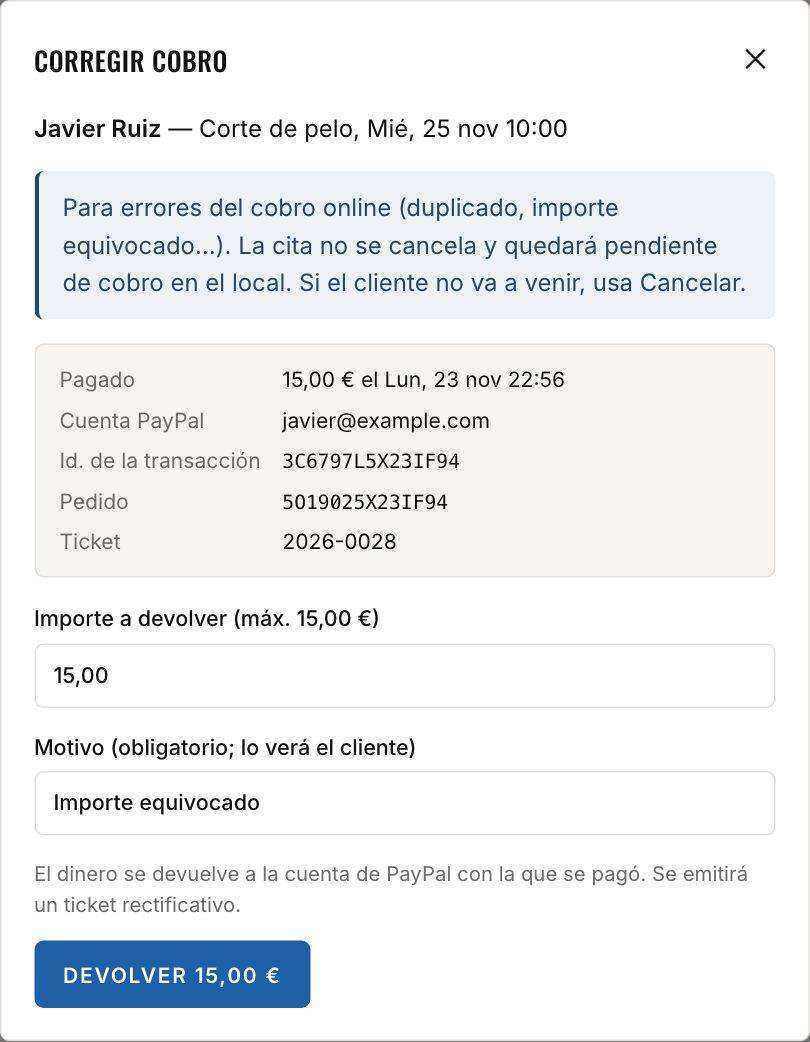 CORREGIR COBRO
Javier Ruiz — Corte de pelo, Mié, 25 nov 10:00
Para errores del cobro online (duplicado, importe
equivocado...). La cita no se cancela y quedará pendiente
de cobro en el local. Si el cliente no va a venir, usa Cancelar.
Pagado 15,00 € el Lun, 23 nov 22:56
Cuenta PayPal javier@example.com
Id. de la transacción 3C6797L5X23IF94
Pedido 5O19025X23IF94
Ticket 2026-0028
Importe a devolver (máx. 15,00 €)
15,00
Motivo (obligatorio; lo verá el cliente)
Importe equivocado
El dinero se devuelve a la cuenta de PayPal con la que se pagó. Se emitirá
un ticket rectificativo.
DEVOLVER 15,00 €